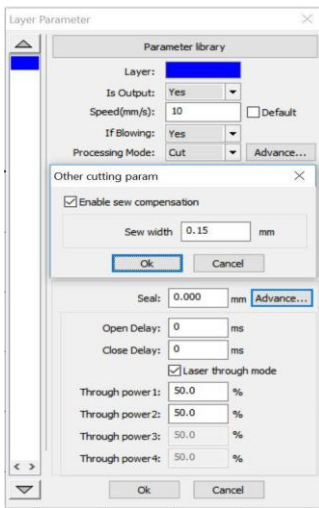 Layer Parameter
Parameter library
Layer:
Is Output: Yes
Speed(mm/s): 10 Default
If Blowing: Yes
Processing Mode: Cut Advance...
Other cutting param
Enable sew compensation
Sew width 0.15 mm
Ok Cancel
Seal: 0.000 mm Advance...
Open Delay: 0 ms
Close Delay: 0 ms
Laser through mode
Through power1: 50.0 %
Through power2: 50.0 %
Through power3: 50.0 %
Through power4: 50.0 %
Ok Cancel